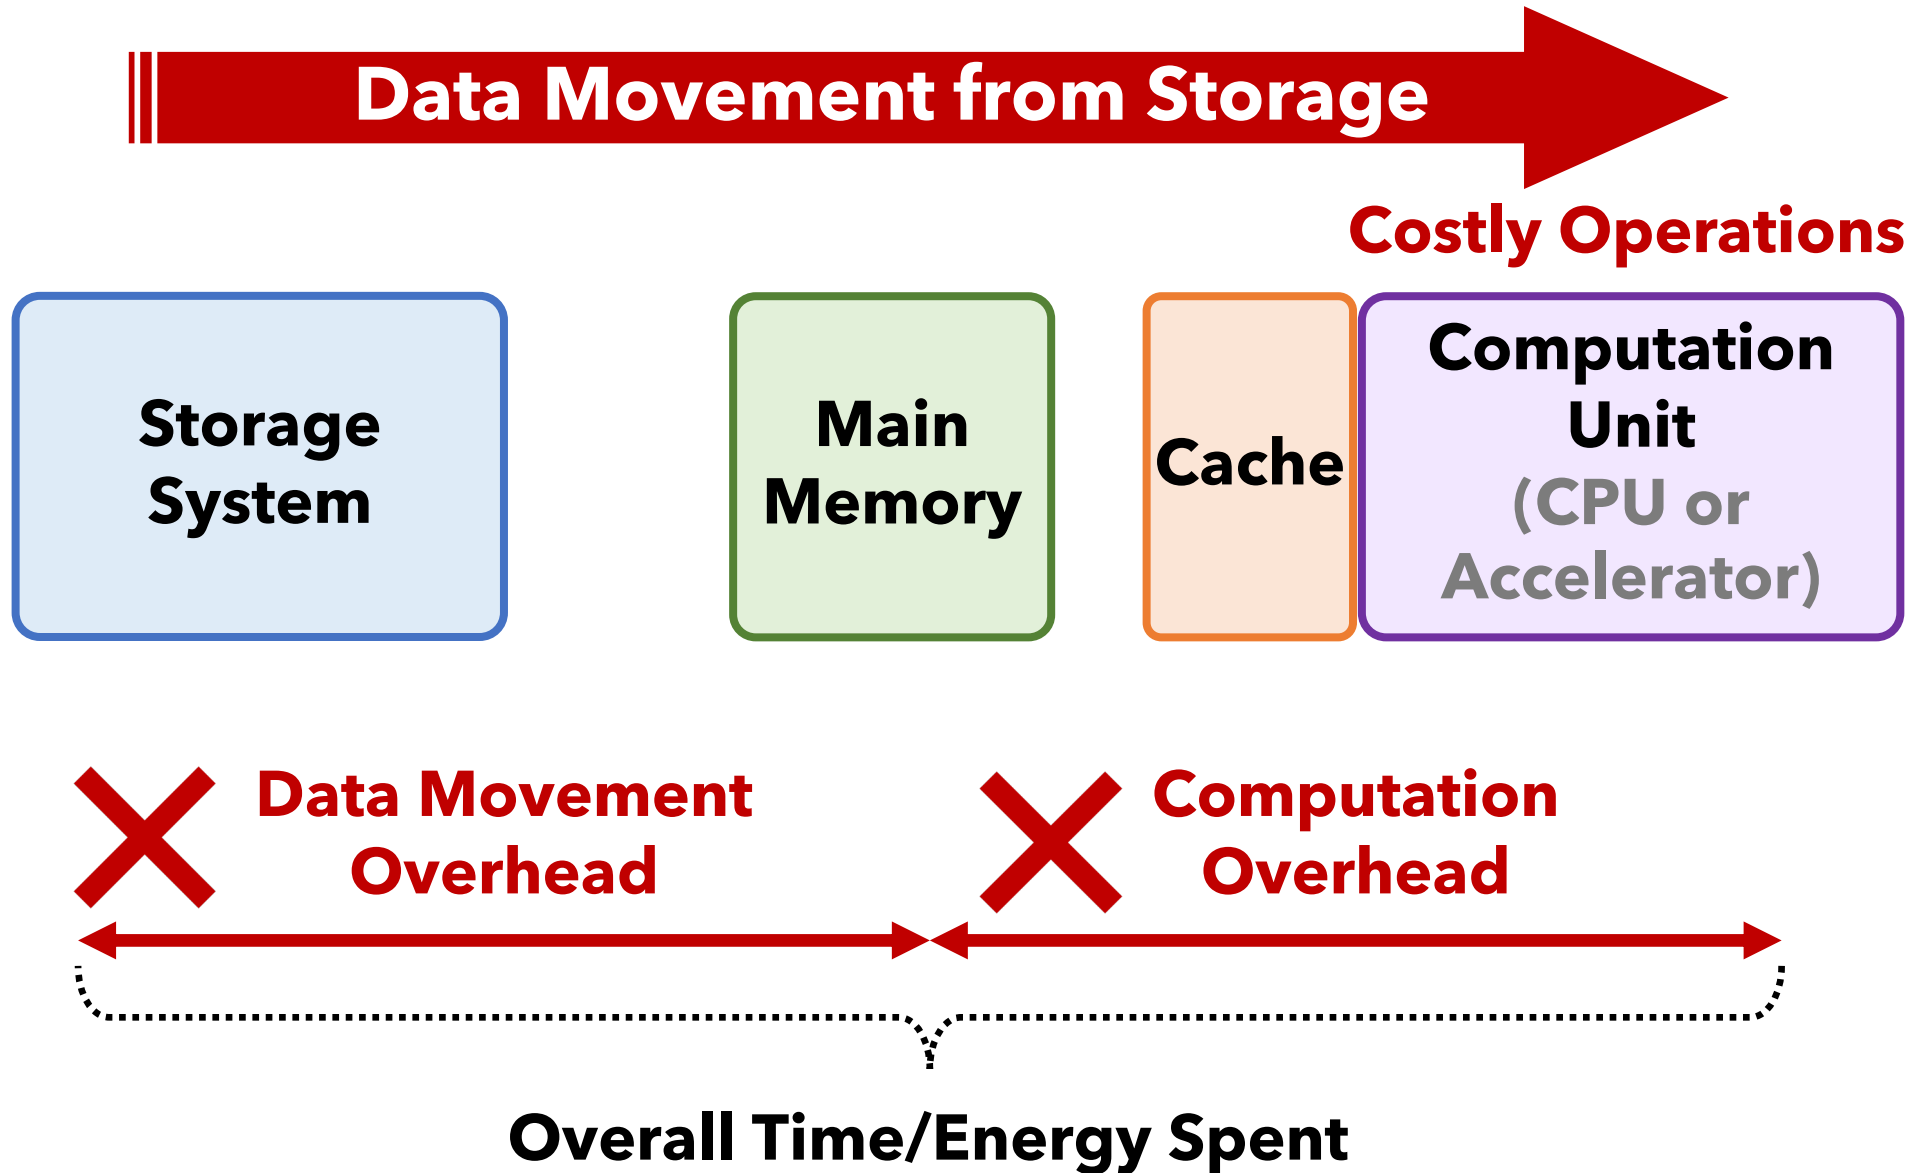 Data Movement from Storage
Costly Operations
Storage
System
Main
Memory
Cache
Computation
Unit
(CPU or
Accelerator)
Data Movement
Overhead
Computation
Overhead
Overall Time/Energy Spent